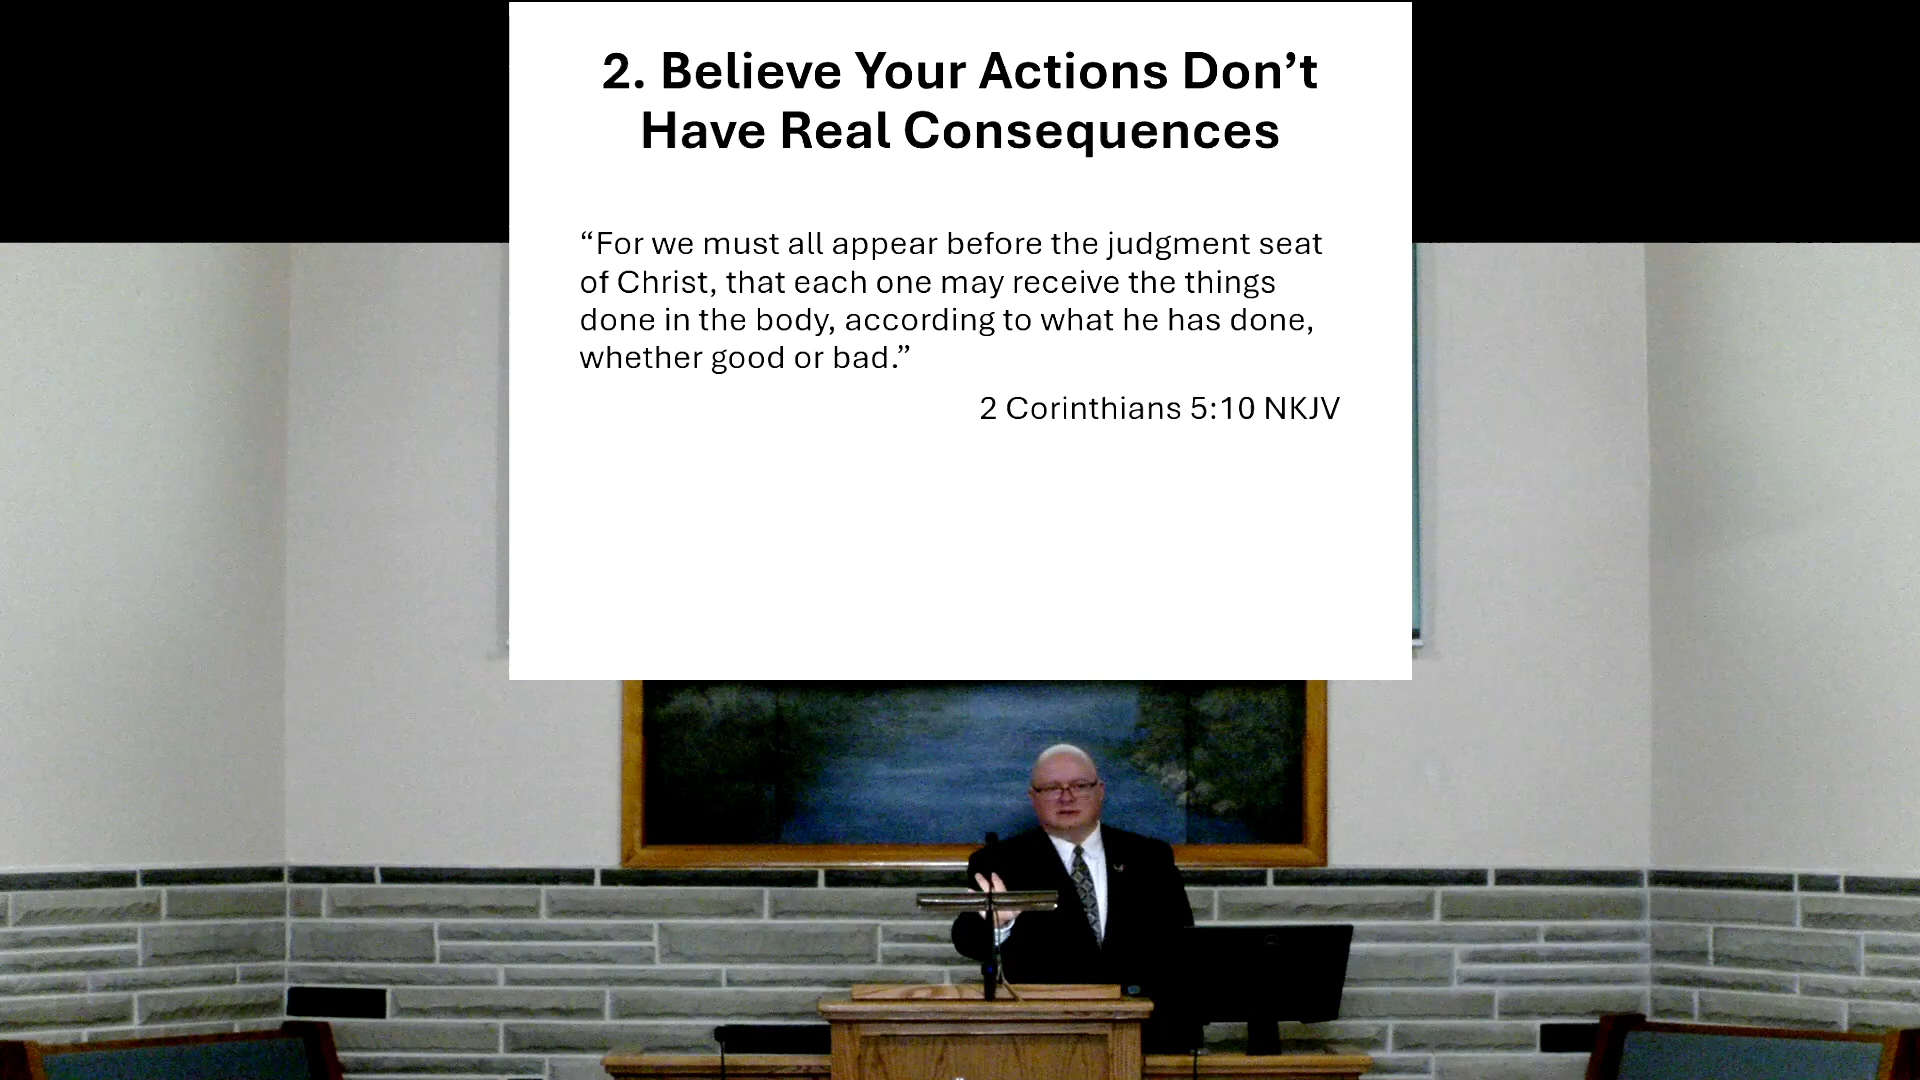 2. Believe Your Actions Don’t
Have Real Consequences
“For we must all appear before the judgment seat
of Christ, that each one may receive the things
done in the body, according to what he has done,
whether good or bad.”
2 Corinthians 5:10 NKJV